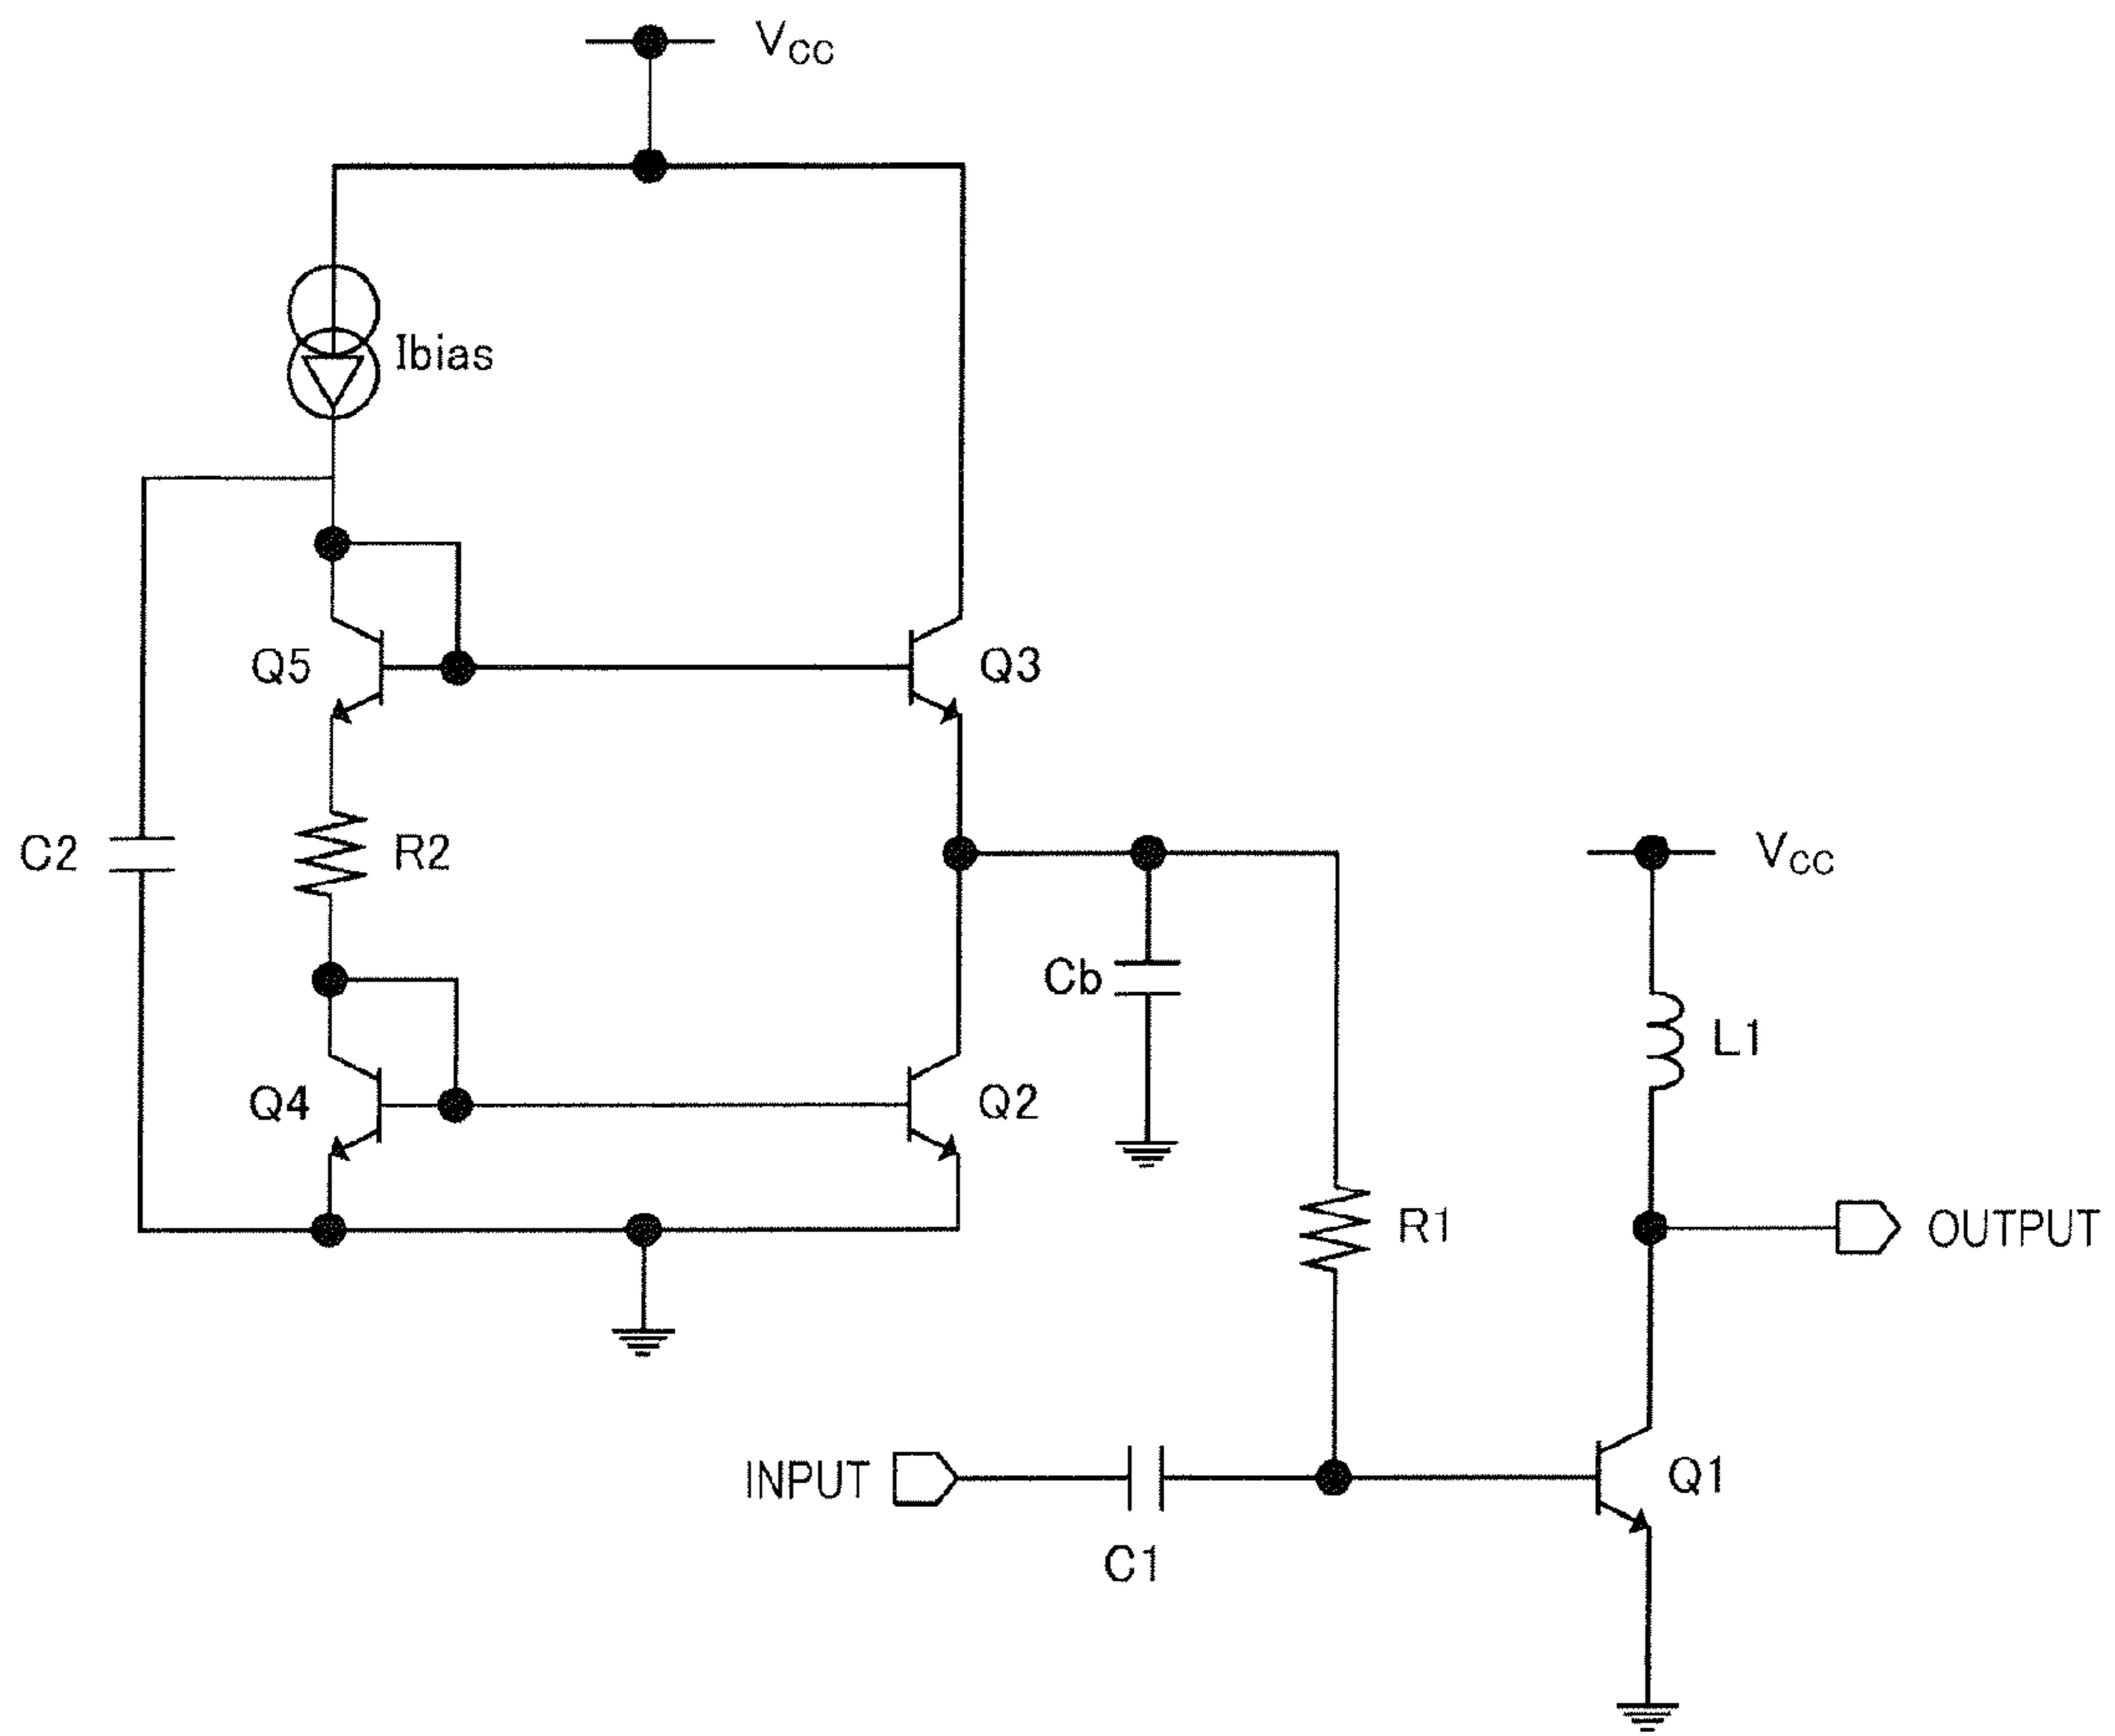 VCC
Ibias
Q5
Q3
C2
R2
VCC
Cb
L1
Q4
Q2
R1
OUTPUT
INPUT
Q1
C1